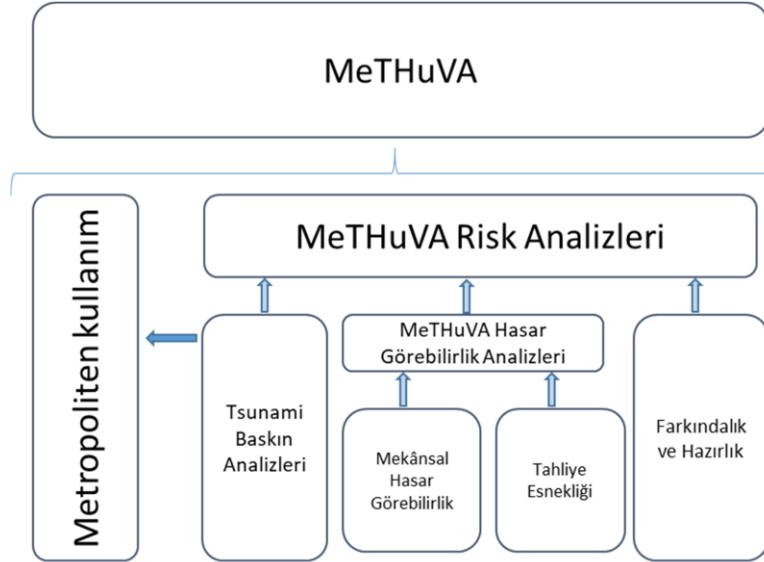 MeTHuVA
Metropoliten kullanım
MeTHuVA Risk Analizleri
Tsunami
Baskın
Analizleri
MeTHuVA Hasar
Görebilirlik Analizleri
Mekânsal
Hasar
Görebilirlik
Tahliye
Esnekliği
Farkındalık
ve Hazırlık